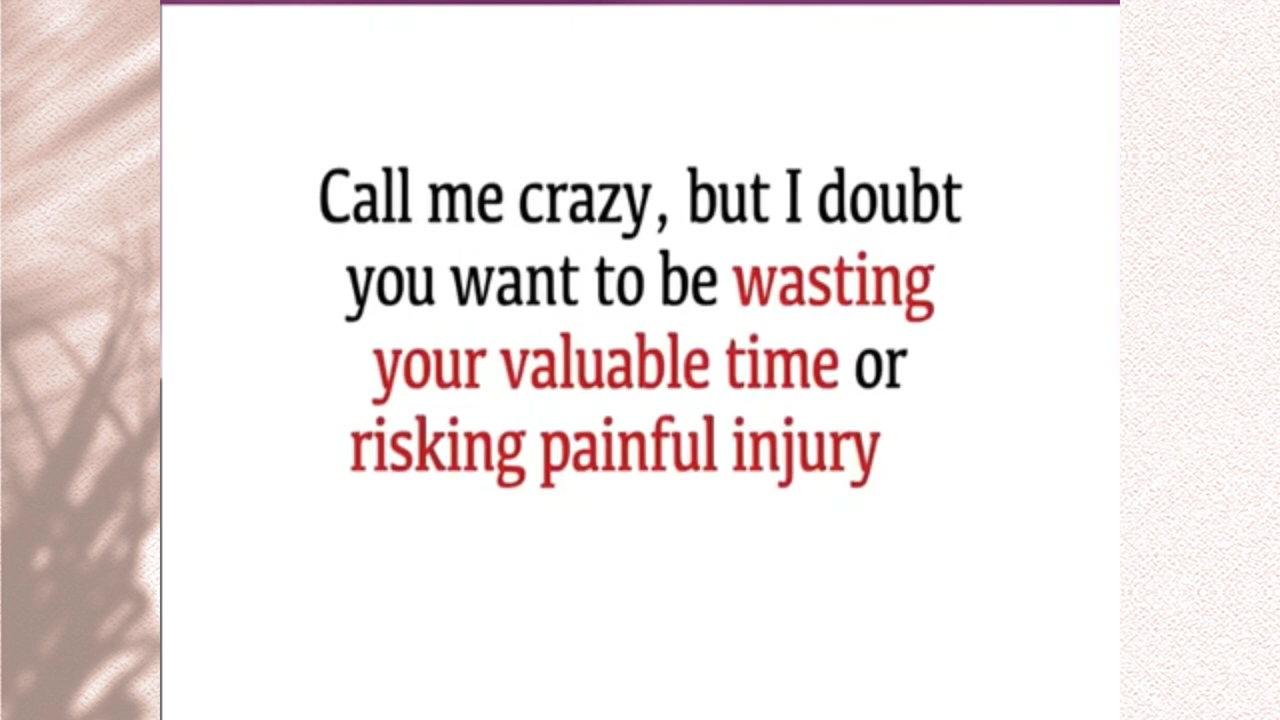 Call me crazy, but I doubt
you want to be wasting
your valuable time or
risking painful injury